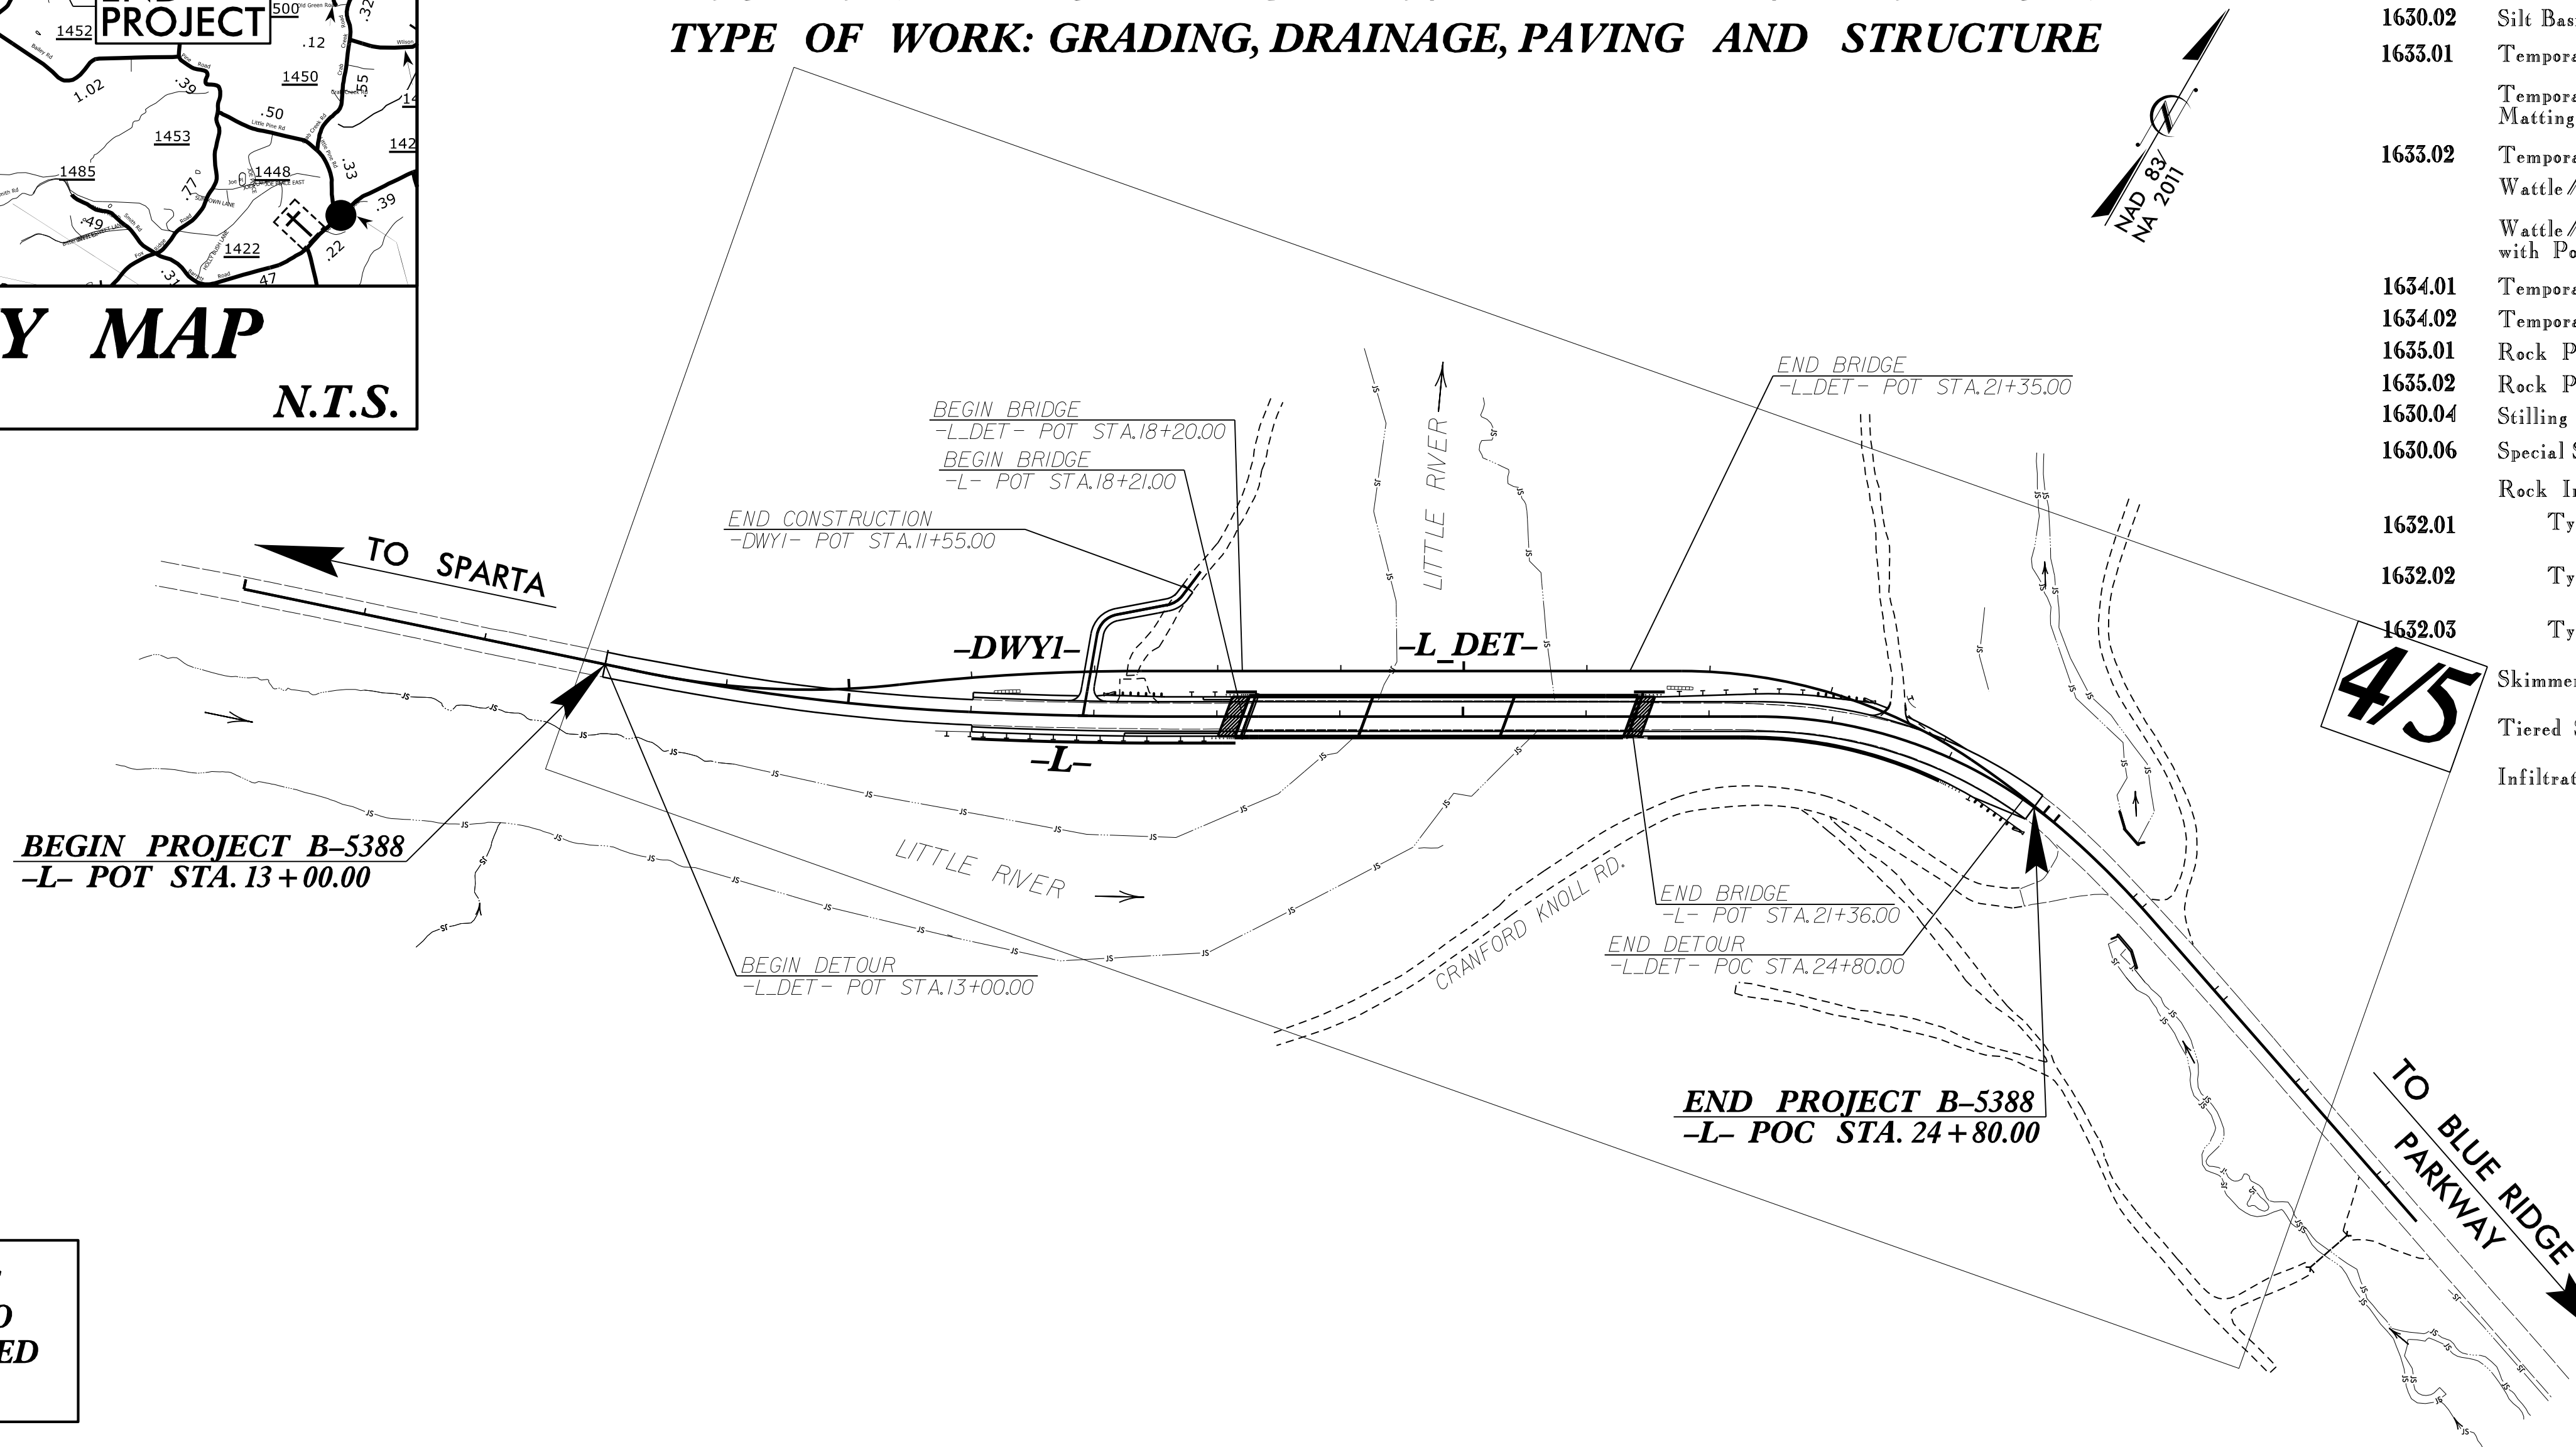 END
PROJECT
1452
500
.12
.32
1450
.55
1.02
.39
.50
Little Pine Rd
1453
142
1485
1448
.33
.77
.39
.49
1422
.22
.31
47
Y MAP
N.T.S.
TYPE OF WORK: GRADING, DRAINAGE, PAVING AND STRUCTURE
NAD 83/
NA 2011
1630.02 Silt Bas
1633.01 Tempora
Tempora
Matting
1633.02 Tempora
Wattle/
Wattle/
with Po
1634.01 Tempora
1634.02 Tempora
1635.01 Rock P
1635.02 Rock P
1630.04 Stilling
1630.06 Special S
Rock In
1632.01 Ty
1632.02 Ty
1632.03 Ty
Skimmer
Tiered S
Infiltrat
4/5
END BRIDGE
-L_DET- POT STA.21+35.00
BEGIN BRIDGE
-L_DET- POT STA.18+20.00
BEGIN BRIDGE
-L- POT STA.18+21.00
END CONSTRUCTION
-DWY1- POT STA.11+55.00
LITTLE RIVER
TO SPARTA
-DWY1-
-L_DET-
-L-
BEGIN PROJECT B-5388
-L- POT STA. 13+00.00
LITTLE RIVER
CRANFORD KNOLL RD.
BEGIN DETOUR
-L_DET- POT STA.13+00.00
END BRIDGE
-L- POT STA.21+36.00
END DETOUR
-L_DET- POC STA.24+80.00
END PROJECT B-5388
-L- POC STA. 24+80.00
TO BLUE RIDGE
PARKWAY
O
ED